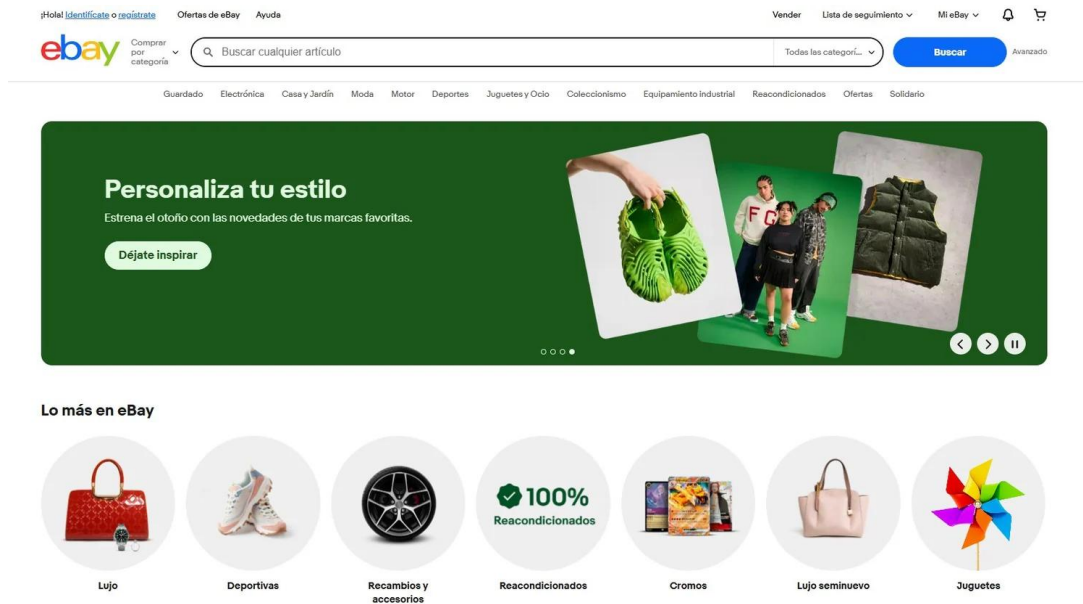 ¡Hola! Identifícate o regístrate Ofertas de eBay Ayuda Vender Lista de seguimiento Mi eBay
ebay
Comprar
por
categoría
Buscar cualquier artículo Todas las categorí... Buscar Avanzado
Guardado Electrónica Casa y Jardín Moda Motor Deportes Juguetes y Ocio Coleccionismo Equipamiento industrial Reacondicionados Ofertas Solidario
Personaliza tu estilo
Estrena el otoño con las novedades de tus marcas favoritas.
Déjate inspirar
F C
Lo más en eBay
100%
Reacondicionados
Lujo Deportivas Recambios y Reacondicionados Cromos Lujo seminuevo Juguetes
accesorios